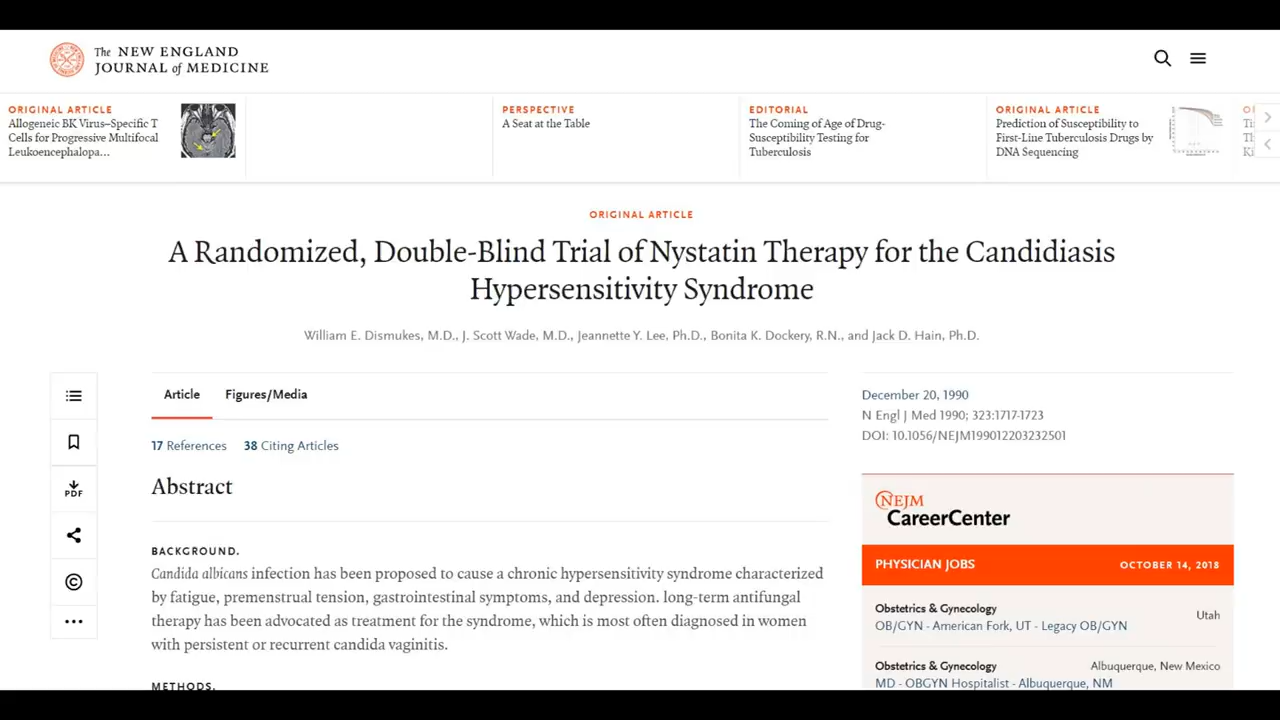 The NEW ENGLAND
JOURNAL of MEDICINE
ORIGINAL ARTICLE
Allogeneic BK Virus–Specific T
Cells for Progressive Multifocal
Leukoencephalopa...
PERSPECTIVE
A Seat at the Table
EDITORIAL
The Coming of Age of Drug-
Susceptibility Testing for
Tuberculosis
ORIGINAL ARTICLE
Prediction of Susceptibility to
First-Line Tuberculosis Drugs by
DNA Sequencing
ORIGINAL ARTICLE
A Randomized, Double-Blind Trial of Nystatin Therapy for the Candidiasis
Hypersensitivity Syndrome
William E. Dismukes, M.D., J. Scott Wade, M.D., Jeannette Y. Lee, Ph.D., Bonita K. Dockery, R.N., and Jack D. Hain, Ph.D.
PDF
Article Figures/Media
17 References 38 Citing Articles
Abstract
BACKGROUND.
Candida albicans infection has been proposed to cause a chronic hypersensitivity syndrome characterized
by fatigue, premenstrual tension, gastrointestinal symptoms, and depression. long-term antifungal
therapy has been advocated as treatment for the syndrome, which is most often diagnosed in women
with persistent or recurrent candida vaginitis.
METHODS.
December 20, 1990
N Engl J Med 1990; 323:1717-1723
DOI: 10.1056/NEJM199012203232501
NEJM
CareerCenter
PHYSICIAN JOBS OCTOBER 14, 2018
Obstetrics & Gynecology Utah
OB/GYN - American Fork, UT - Legacy OB/GYN
Obstetrics & Gynecology Albuquerque, New Mexico
MD - OBGYN Hospitalist - Albuquerque, NM